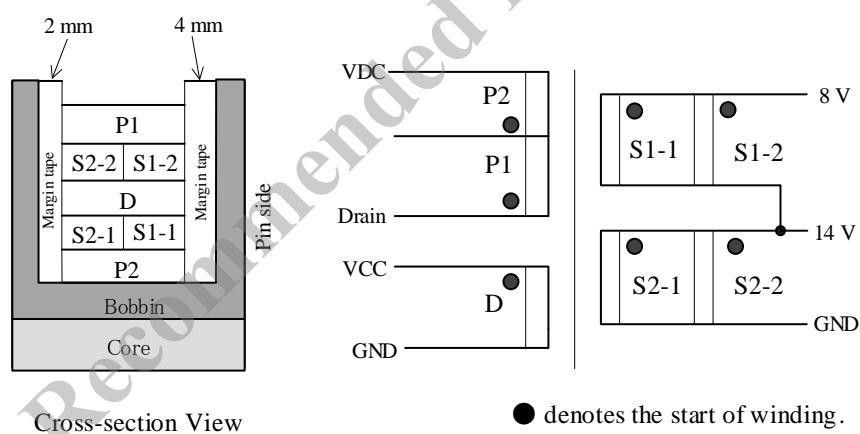 2 mm
4 mm
Margin tape
P1
S2-2
S1-2
D
S2-1
S1-1
P2
Margin tape
Pin side
Bobbin
Core
Cross-section View
VDC
P2
P1
Drain
VCC
D
GND
8 V
S1-1
S1-2
14 V
S2-1
S2-2
GND
denotes the start of winding.
Recommended